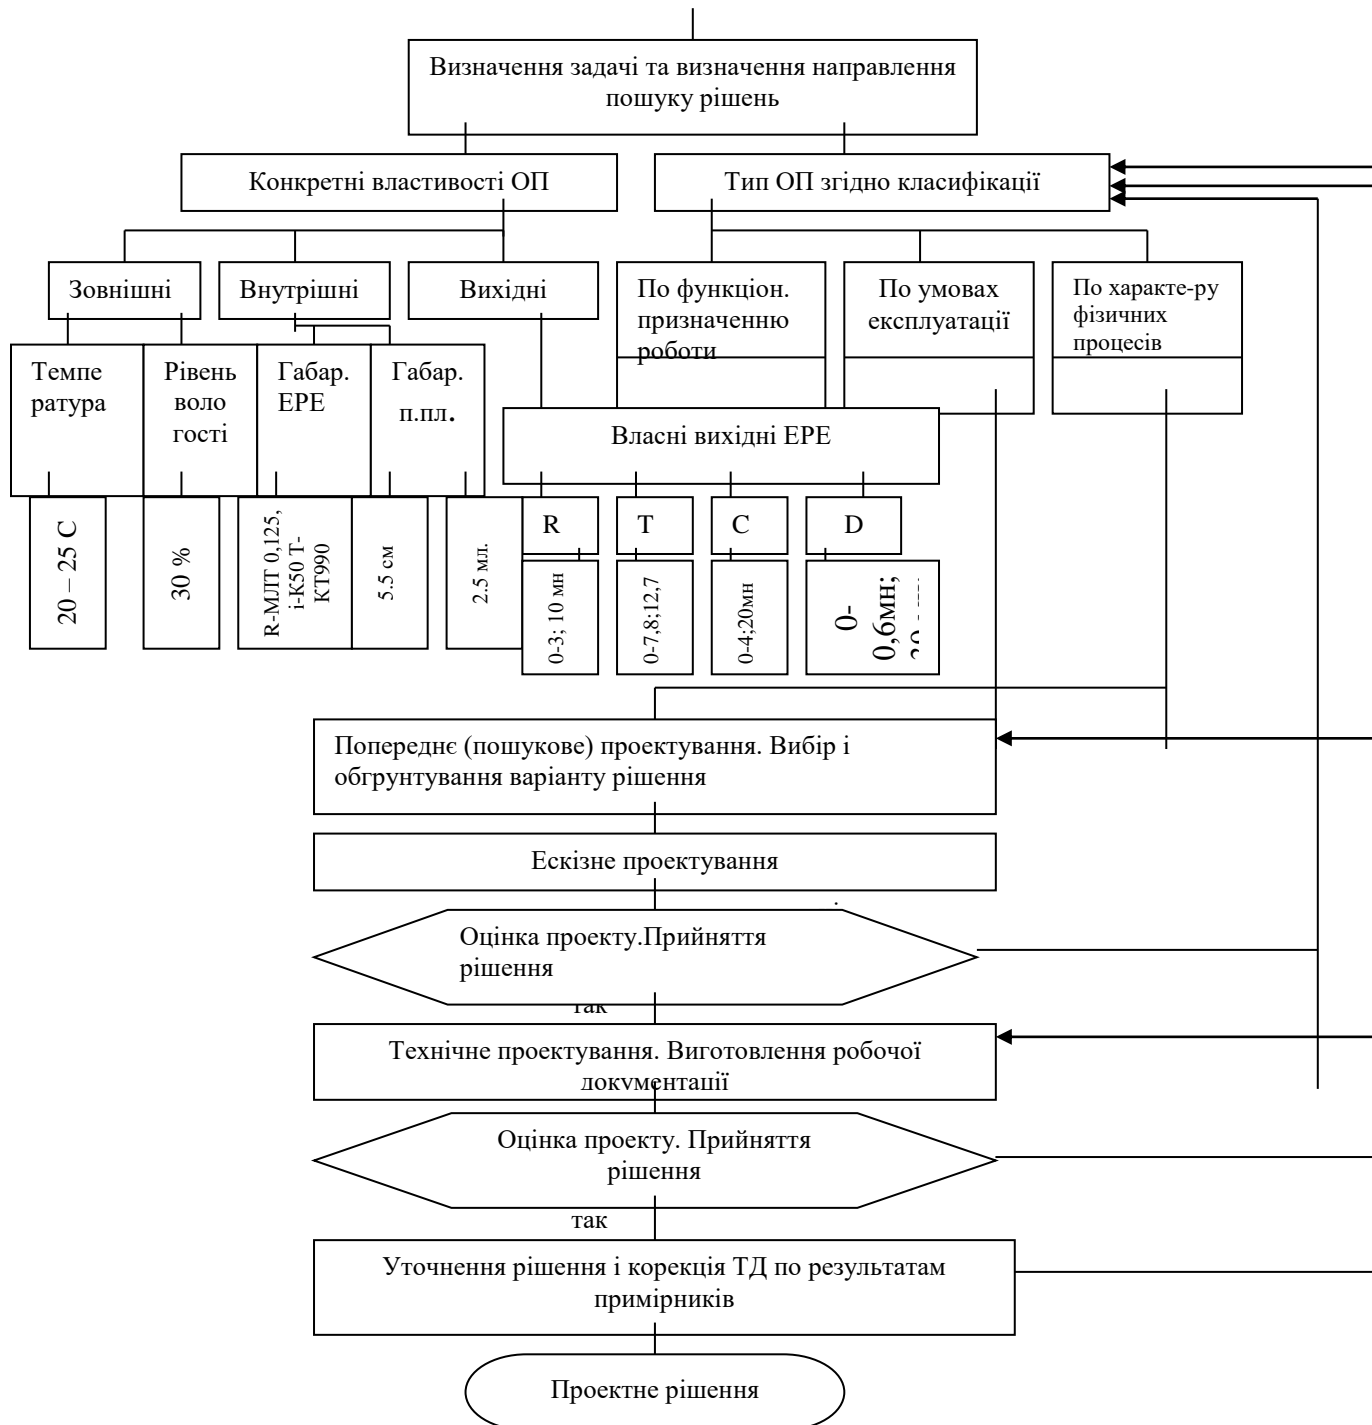 Визначення задачі та визначення направлення
пошуку рішень
Конкретні властивості ОП
Тип ОП згідно класифікації
Зовнішні
Внутрішні
Вихідні
По функціон.
призначенню
роботи
По умовах
експлуатації
По характе-ру
фізичних
процесів
Темпе
ратура
Рівень
воло
гості
Габар.
ЕРЕ
Габар.
п.пл.
Власні вихідні ЕРЕ
20 – 25 С
30 %
R-МЛТ 0,125,
і-К50 Т-
КТ990
5.5 см
2.5 мл.
R
T
C
D
0-3; 10 мн
0-7,8;12,7
0-4;20мн
0-
0,6мн;
Попереднє (пошукове) проектування. Вибір і
обгрунтування варіанту рішення
Ескізне проектування
.
Оцінка проекту.Прийняття
рішення
так
Технічне проектування. Виготовлення робочої
документації
Оцінка проекту. Прийняття
рішення
так
Уточнення рішення і корекція ТД по результатам
примірників
Проектне рішення